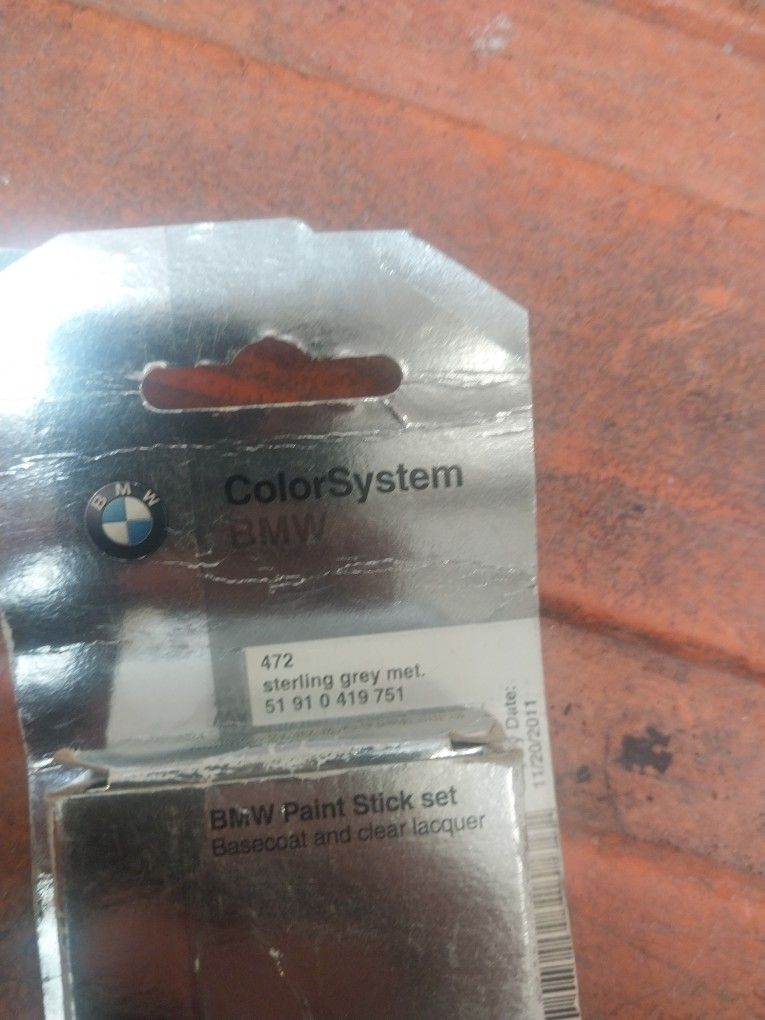 BMW
ColorSystem
BMW
472
sterling grey met.
51 91 0 419 751
Date:
11/20/2011
BMW Paint Stick set
Basecoat and clear lacquer